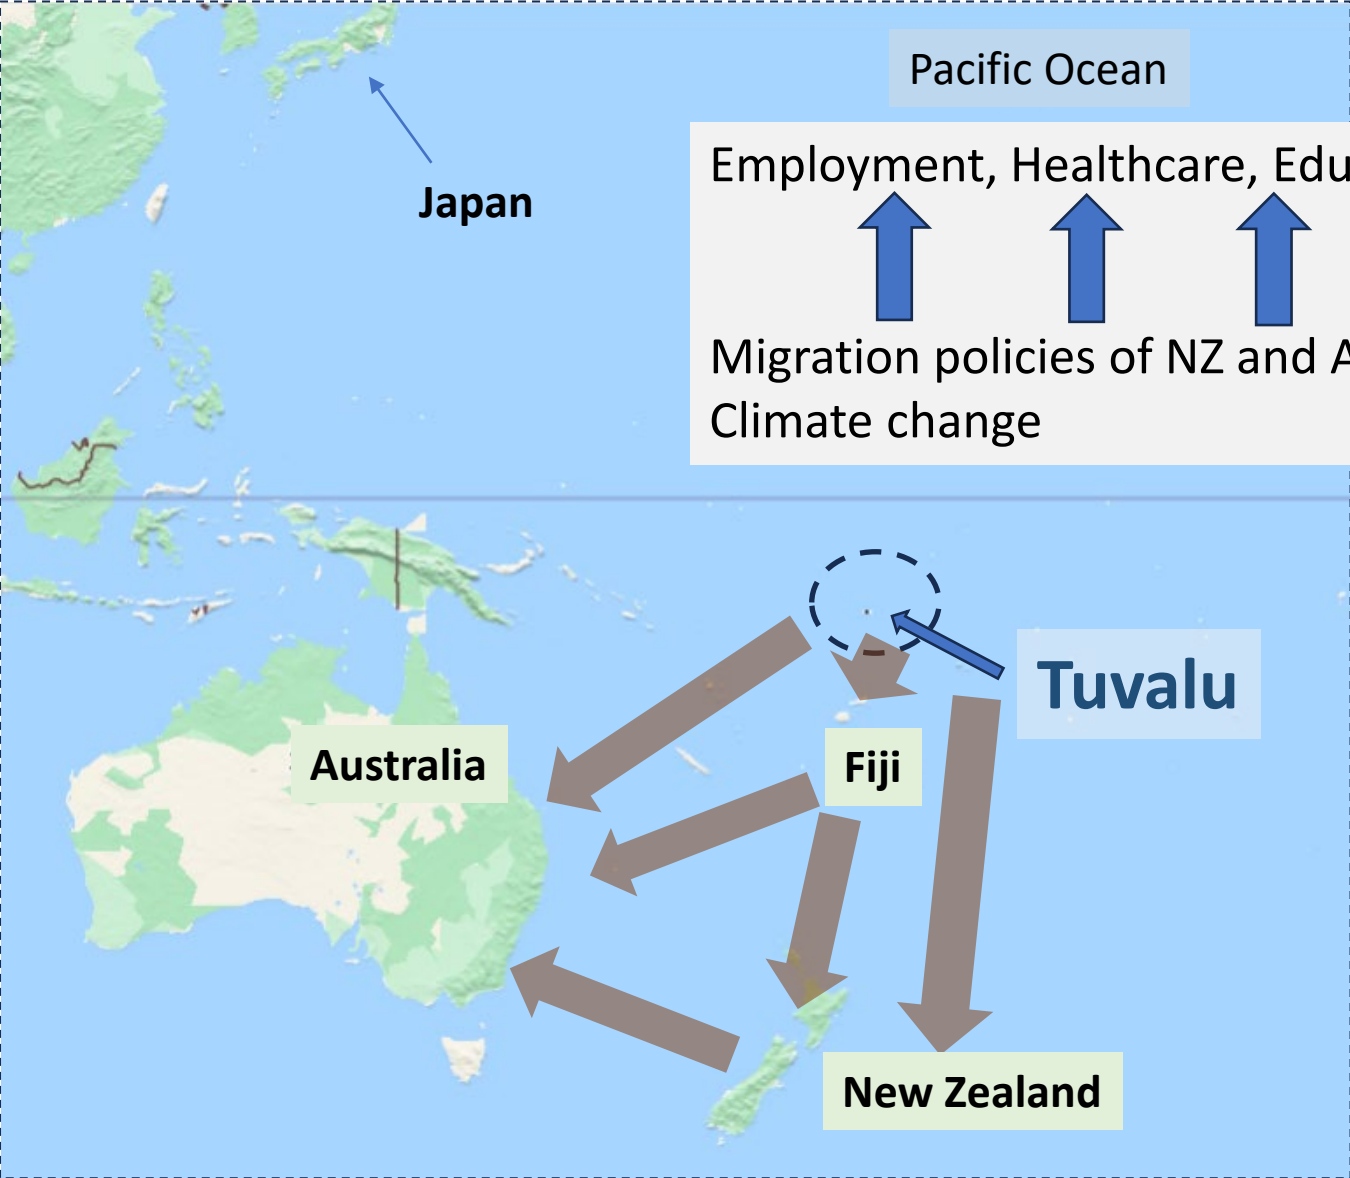 Pacific Ocean
Employment, Healthcare, Edu
Japan
Migration policies of NZ and A
Climate change
Tuvalu
Australia
Fiji
New Zealand